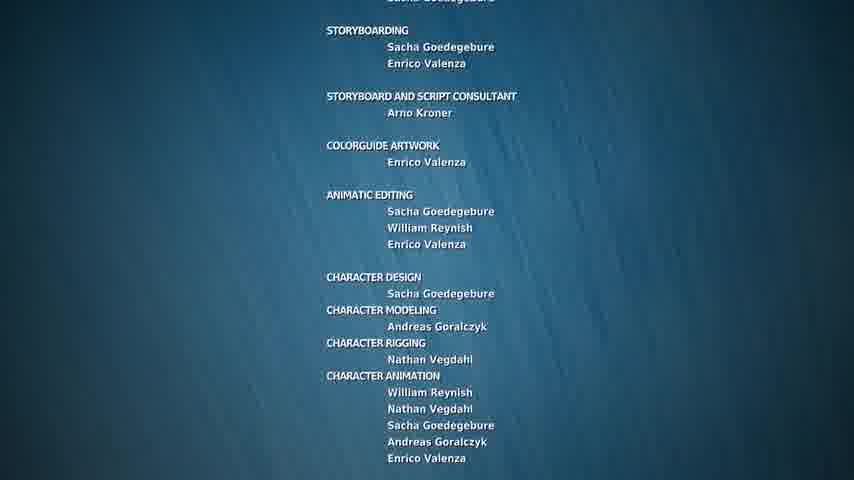 STORYBOARDING
Sacha Goedegebure
Enrico Valenza
STORYBOARD AND SCRIPT CONSULTANT
Arno Kroner
COLORGUIDE ARTWORK
Enrico Valenza
ANIMATIC EDITING
Sacha Goedegebure
William Reynish
Enrico Valenza
CHARACTER DESIGN
Sacha Goedegebure
CHARACTER MODELING
Andreas Goralczyk
CHARACTER RIGGING
Nathan Vegdahl
CHARACTER ANIMATION
William Reynish
Nathan Vegdahl
Sacha Goedegebure
Andreas Goralczyk
Enrico Valenza